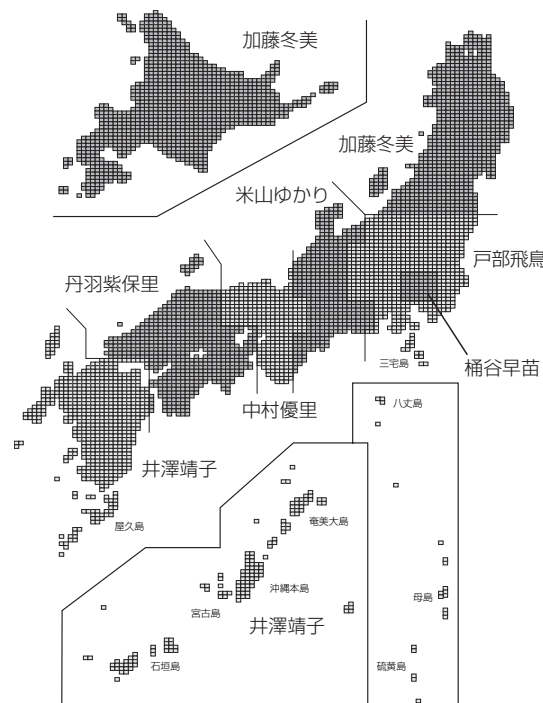 加藤冬美
加藤冬美
米山ゆかり
戸部飛鳥
丹羽紫保里
三宅島
桶谷早苗
八丈島
中村優里
井澤靖子
奄美大島
屋久島
沖縄本島
母島
宮古島
井澤靖子
石垣島
硫黄島